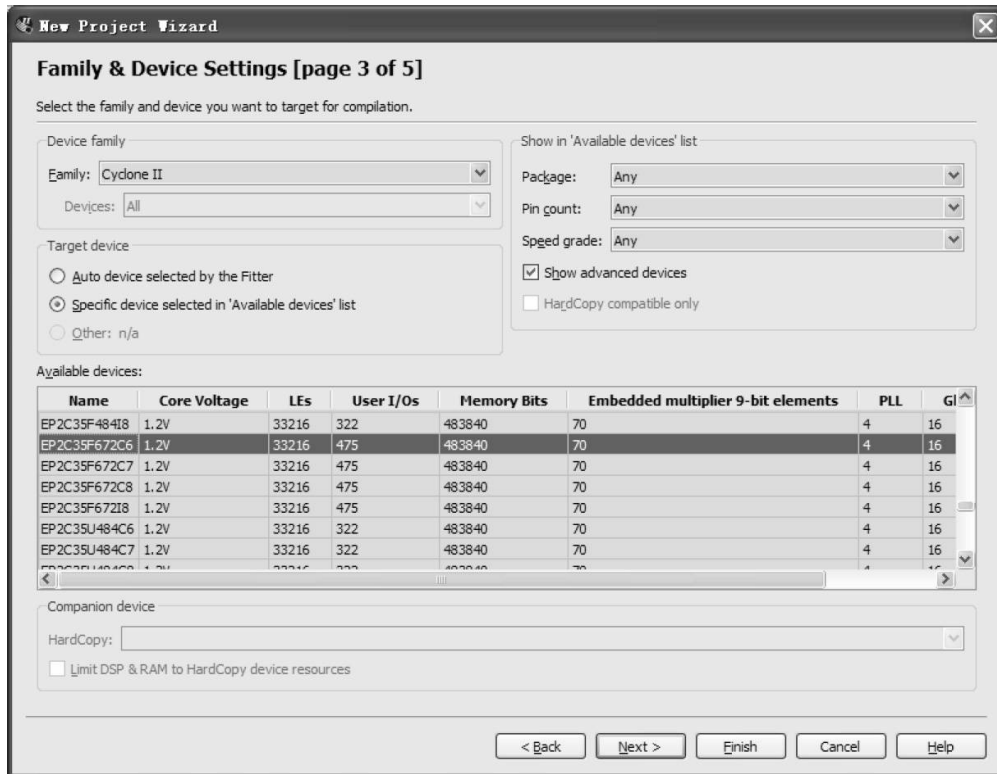 New Project Wizard
Family & Device Settings [page 3 of 5]
Select the family and device you want to target for compilation.
Device family
Family: Cyclone II
Devices: All
Target device
Auto device selected by the Fitter
Specific device selected in 'Available devices' list
Other: n/a
Show in 'Available devices' list
Package: Any
Pin count: Any
Speed grade: Any
Show advanced devices
HardCopy compatible only
Available devices:
Name Core Voltage LEs User I/Os Memory Bits Embedded multiplier 9-bit elements PLL Gl
EP2C35F484I8 1.2V 33216 322 483840 70 4 16
EP2C35F672C6 1.2V 33216 475 483840 70 4 16
EP2C35F672C7 1.2V 33216 475 483840 70 4 16
EP2C35F672C8 1.2V 33216 475 483840 70 4 16
EP2C35F672I8 1.2V 33216 475 483840 70 4 16
EP2C35U484C6 1.2V 33216 322 483840 70 4 16
EP2C35U484C7 1.2V 33216 322 483840 70 4 16
Companion device
HardCopy:
Limit DSP & RAM to HardCopy device resources
< Back Next > Finish Cancel Help